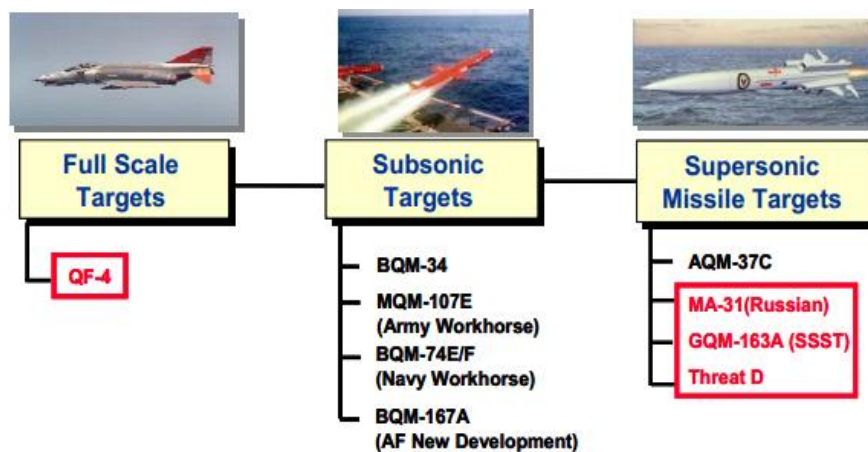 Full Scale
Targets
Subsonic
Targets
Supersonic
Missile Targets
QF-4
BQM-34
MQM-107E
(Army Workhorse)
BQM-74E/F
(Navy Workhorse)
BQM-167A
(AF New Development)
AQM-37C
MA-31(Russian)
GQM-163A (SSST)
Threat D